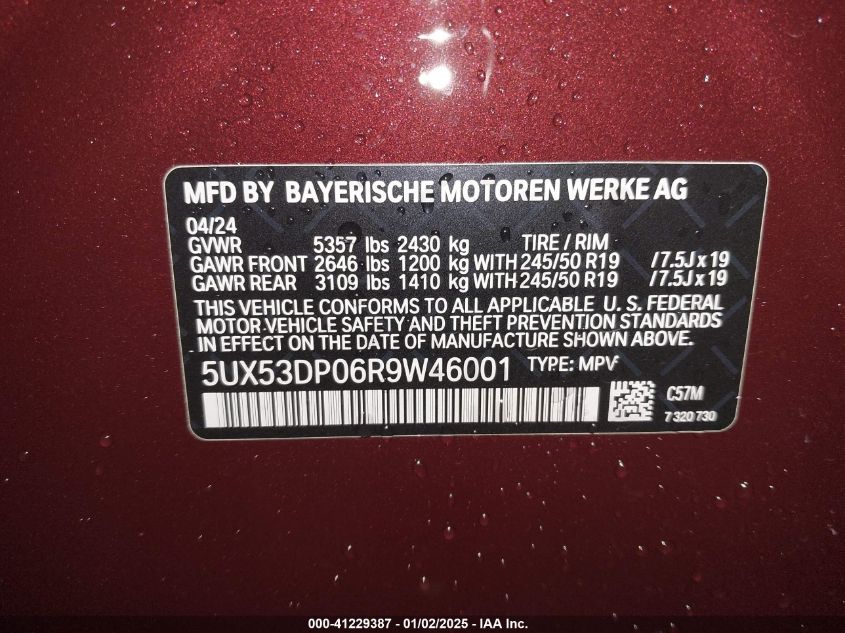 MFD BY BAYERISCHE MOTOREN WERKE AG
04/24
GVWR 5357 lbs 2430 kg TIRE / RIM
GAWR FRONT 2646 lbs 1200 kg WITH 245/50 R19 /7.5J x 19
GAWR REAR 3109 lbs 1410 kg WITH 245/50 R19 /7.5J x 19
THIS VEHICLE CONFORMS TO ALL APPLICABLE U. S. FEDERAL
MOTOR VEHICLE SAFETY AND THEFT PREVENTION STANDARDS
IN EFFECT ON THE DATE OF MANUFACTURE SHOWN ABOVE.
5UX53DP06R9W46001 TYPE: MPV
C57M
7 320 730
000-41229387 - 01/02/2025 - IAA Inc.